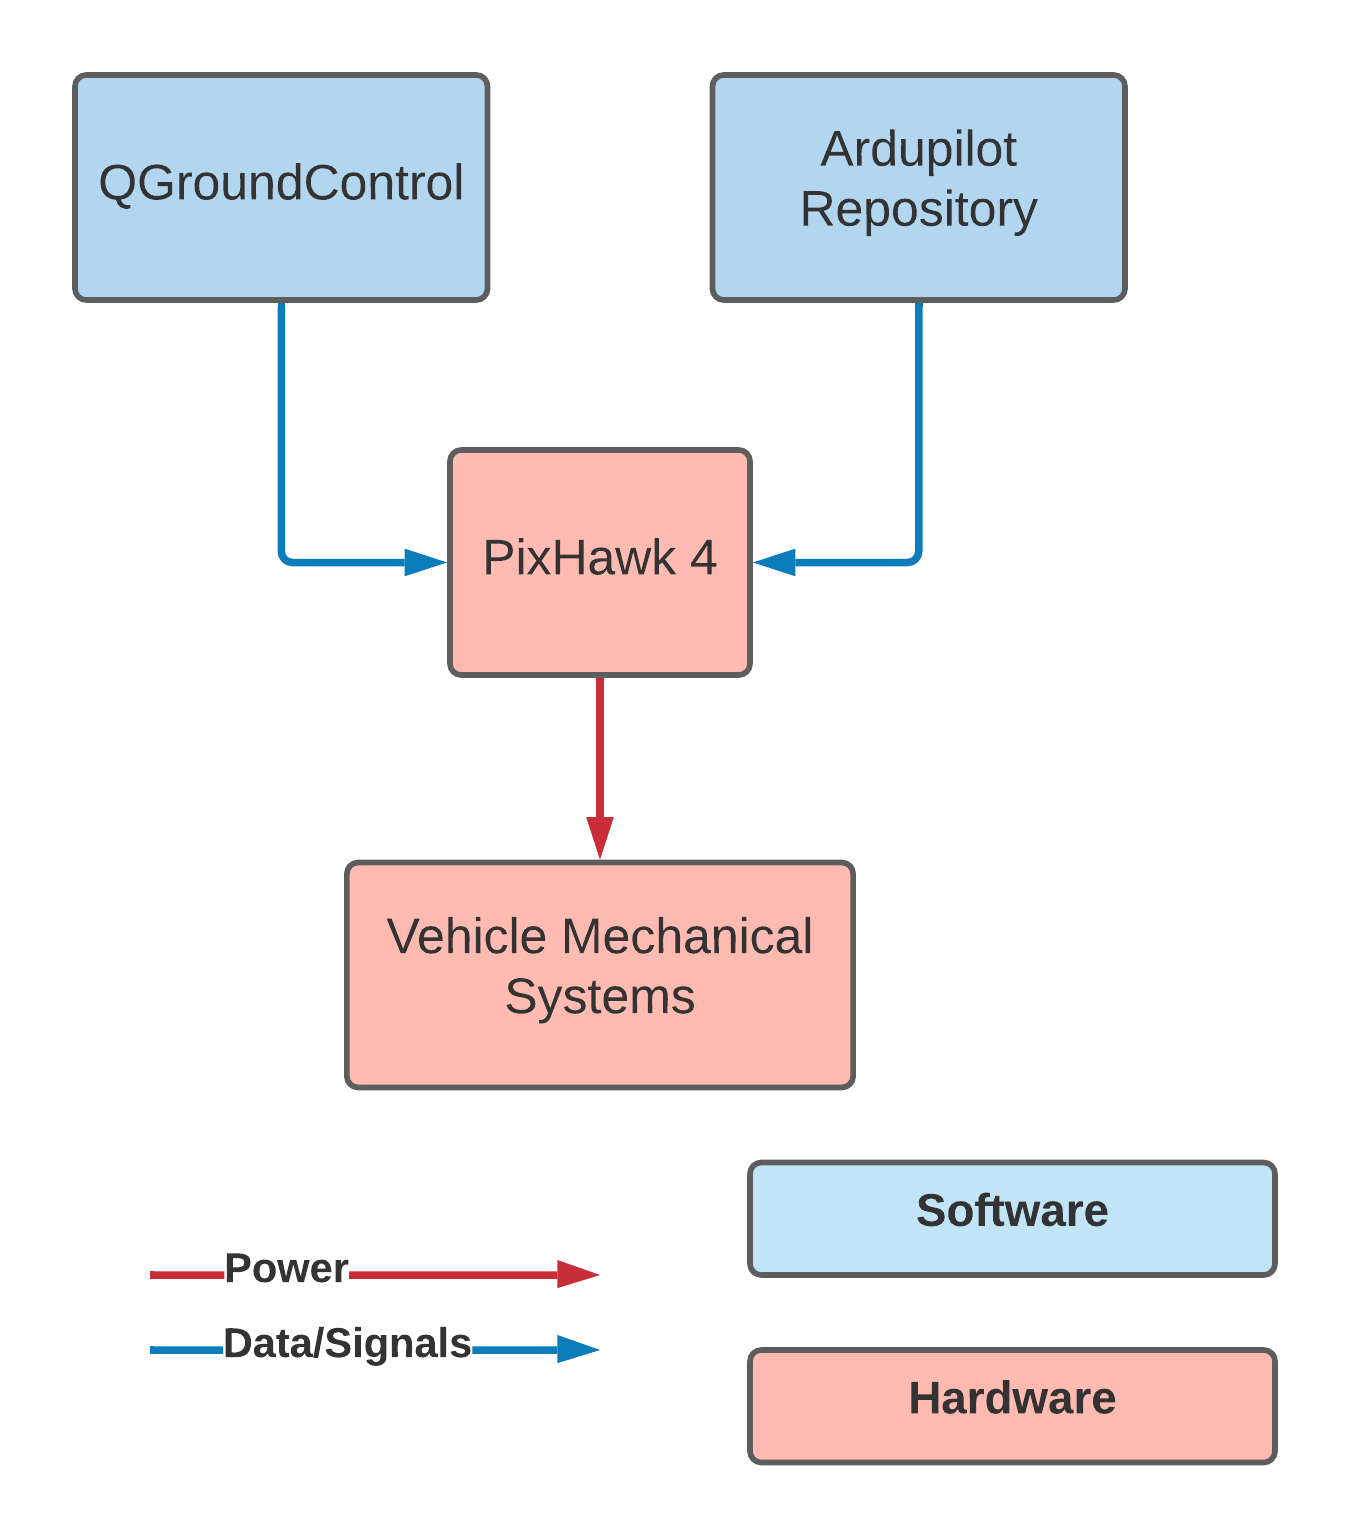 QGroundControl
Ardupilot
Repository
PixHawk 4
Vehicle Mechanical
Systems
Software
Power
Data/Signals
Hardware